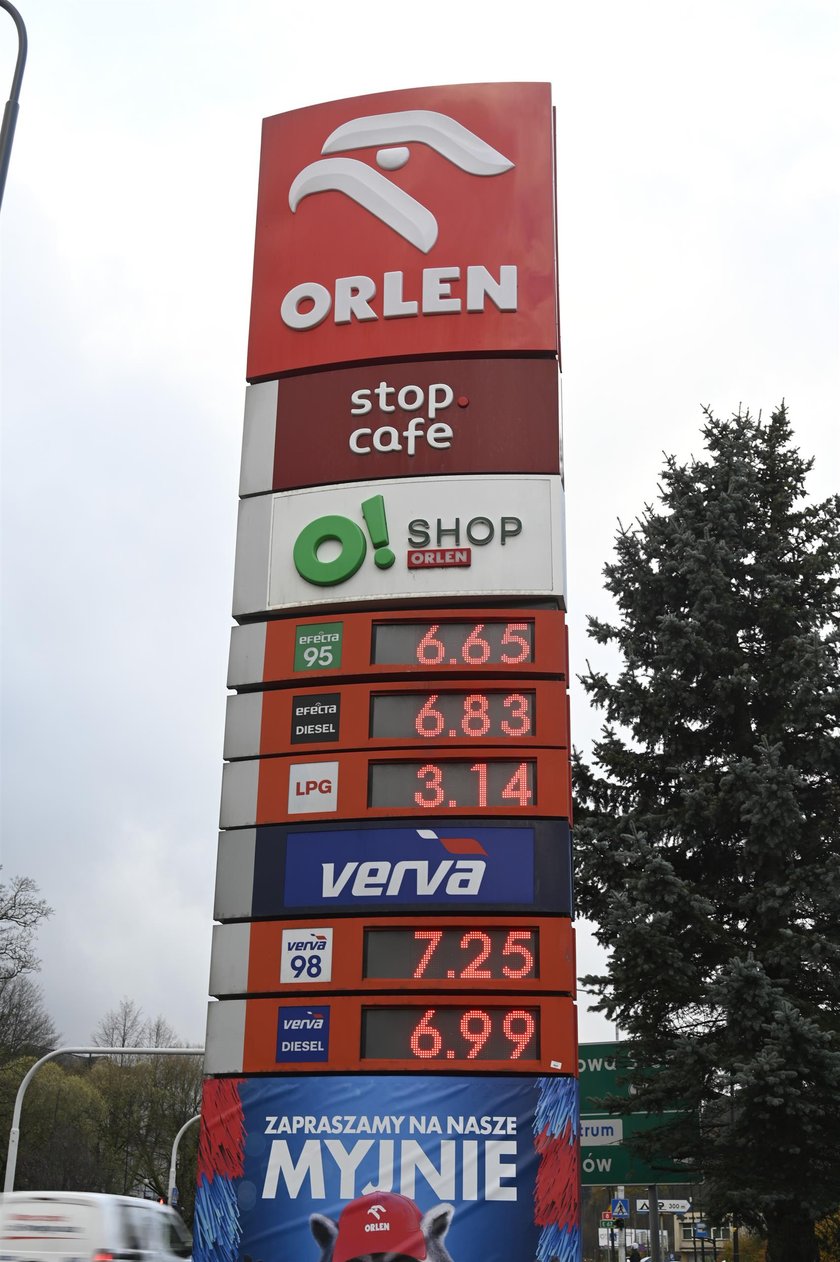 ORLEN
stop.
cafe
O! SHOP
ORLEN
efecta
95
6.65
efecta
DIESEL
6.83
LPG
3.14
verva
verva
98
7.25
verva
DIESEL
6.99
ZAPRASZAMY NA NASZE
MYJNIE
ORLEN
300 m